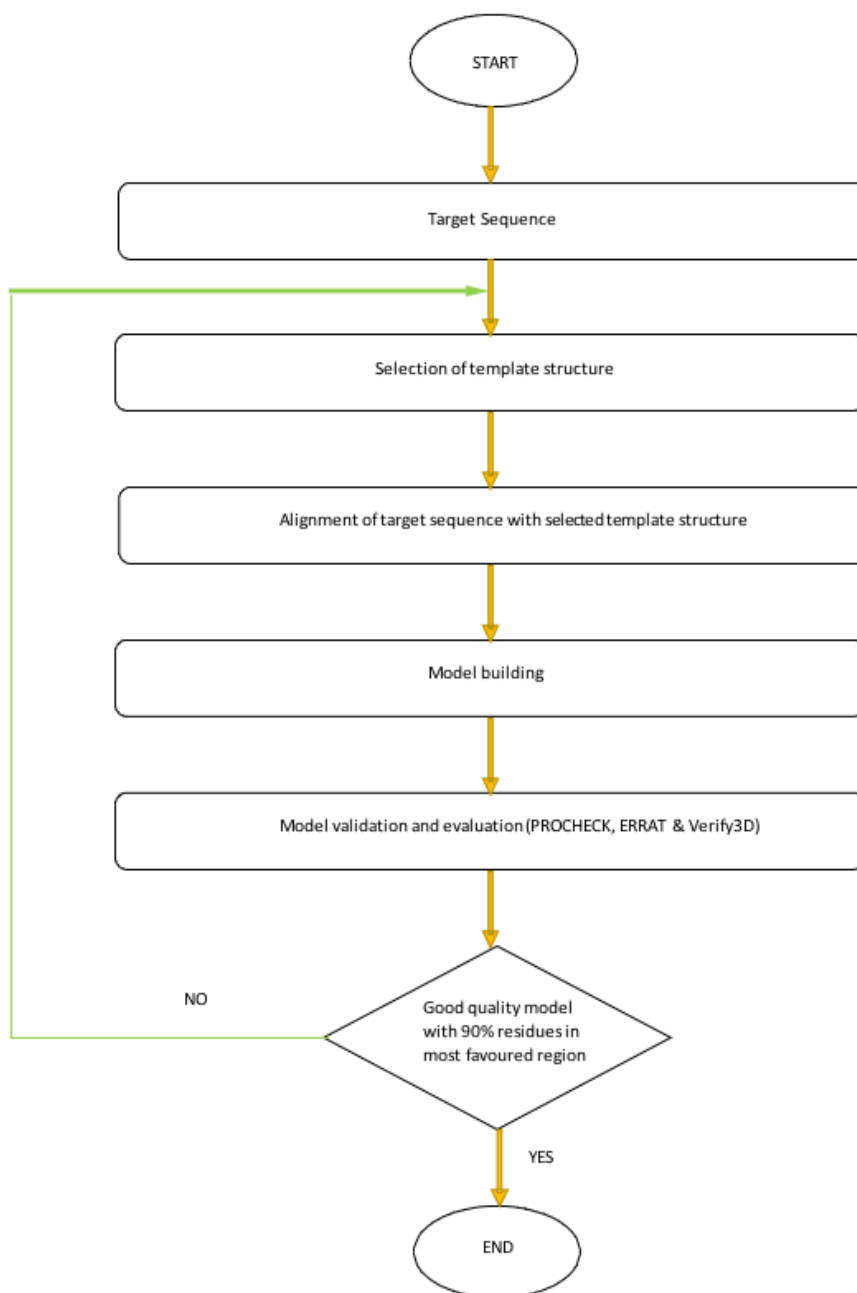 START
Target Sequence
Selection of template structure
Alignment of target sequence with selected template structure
Model building
Model validation and evaluation (PROCHECK, ERRAT & Verify3D)
NO
Good quality model
with 90% residues in
most favoured region
YES
END